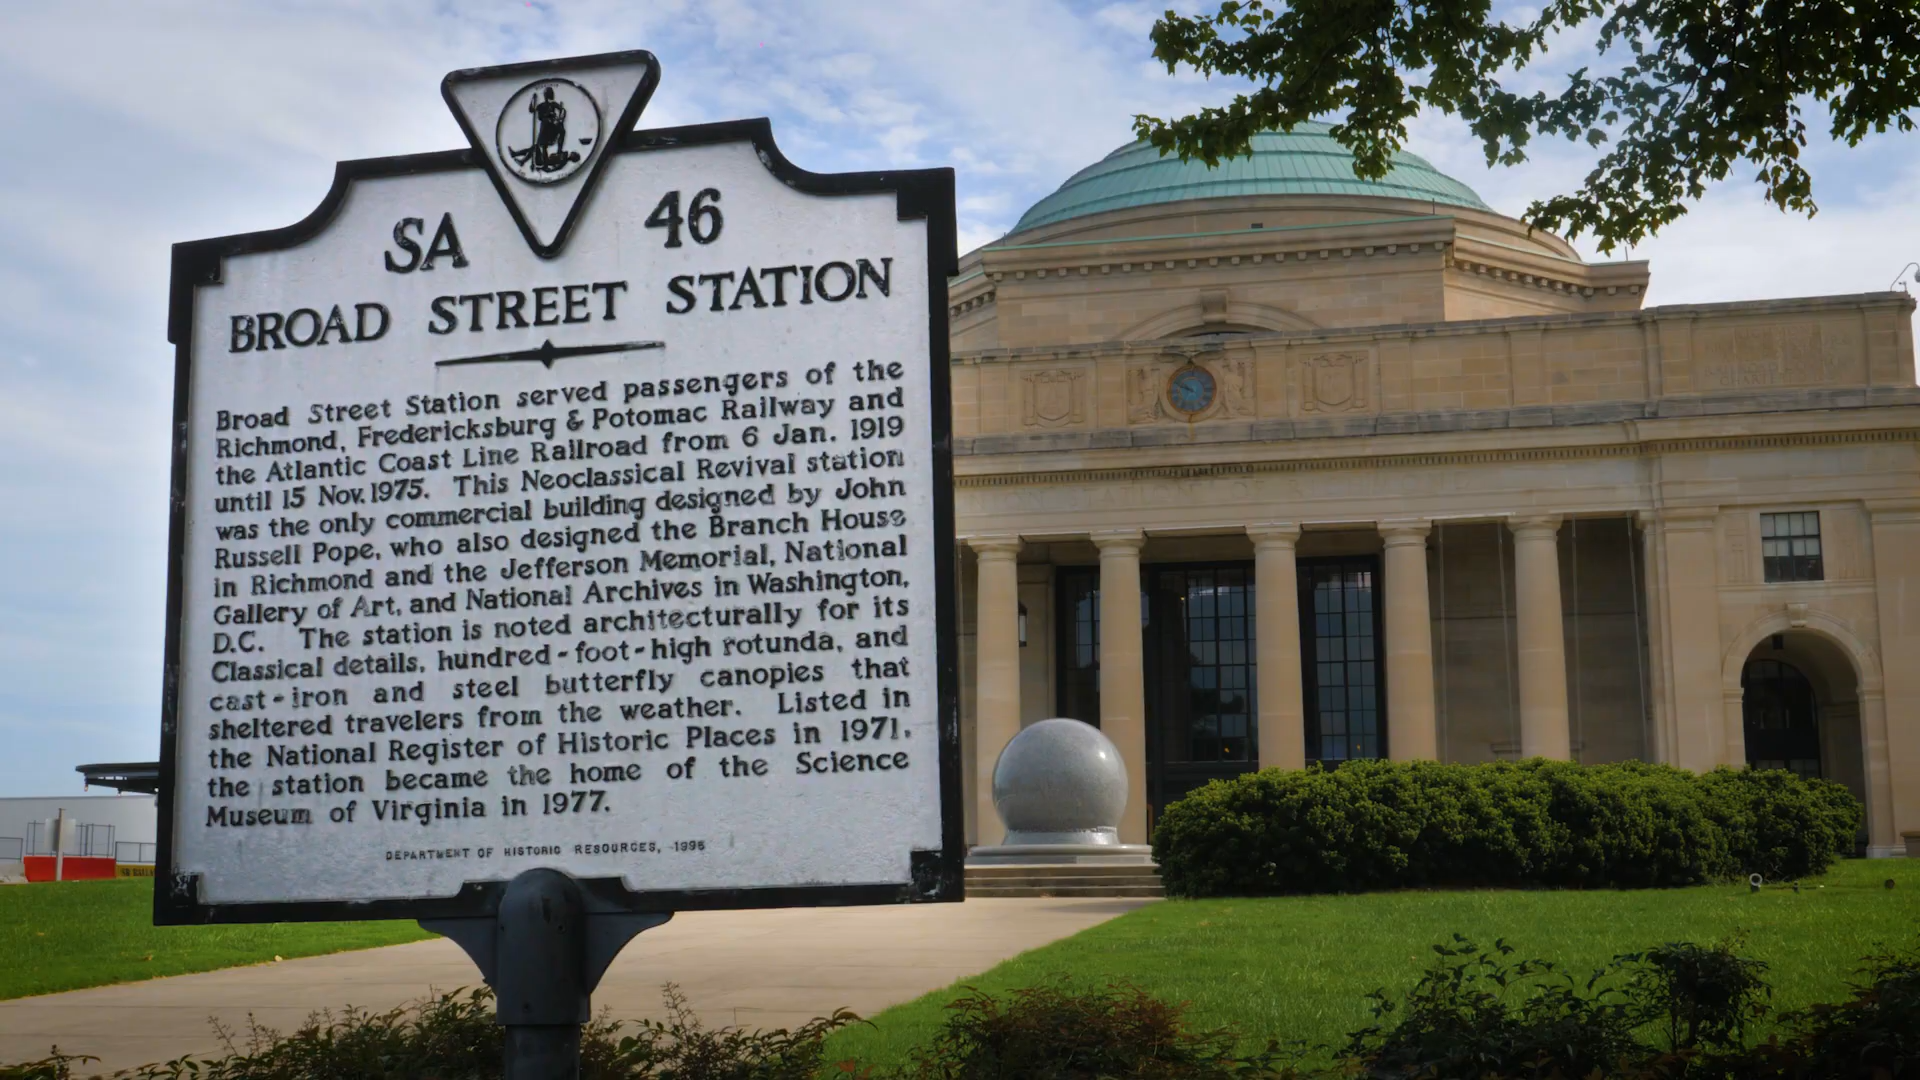 SA 46
BROAD STREET STATION
Broad Street Station served passengers of the
Richmond, Fredericksburg & Potomac Railway and
the Atlantic Coast Line Railroad from 6 Jan. 1919
until 15 Nov. 1975. This Neoclassical Revival station
was the only commercial building designed by John
Russell Pope, who also designed the Branch House
in Richmond and the Jefferson Memorial, National
Gallery of Art, and National Archives in Washington,
D.C. The station is noted architecturally for its
Classical details, hundred-foot-high rotunda, and
cast-iron and steel butterfly canopies that
sheltered travelers from the weather. Listed in
the National Register of Historic Places in 1971,
the station became the home of the Science
Museum of Virginia in 1977.
DEPARTMENT OF HISTORIC RESOURCES, 1995